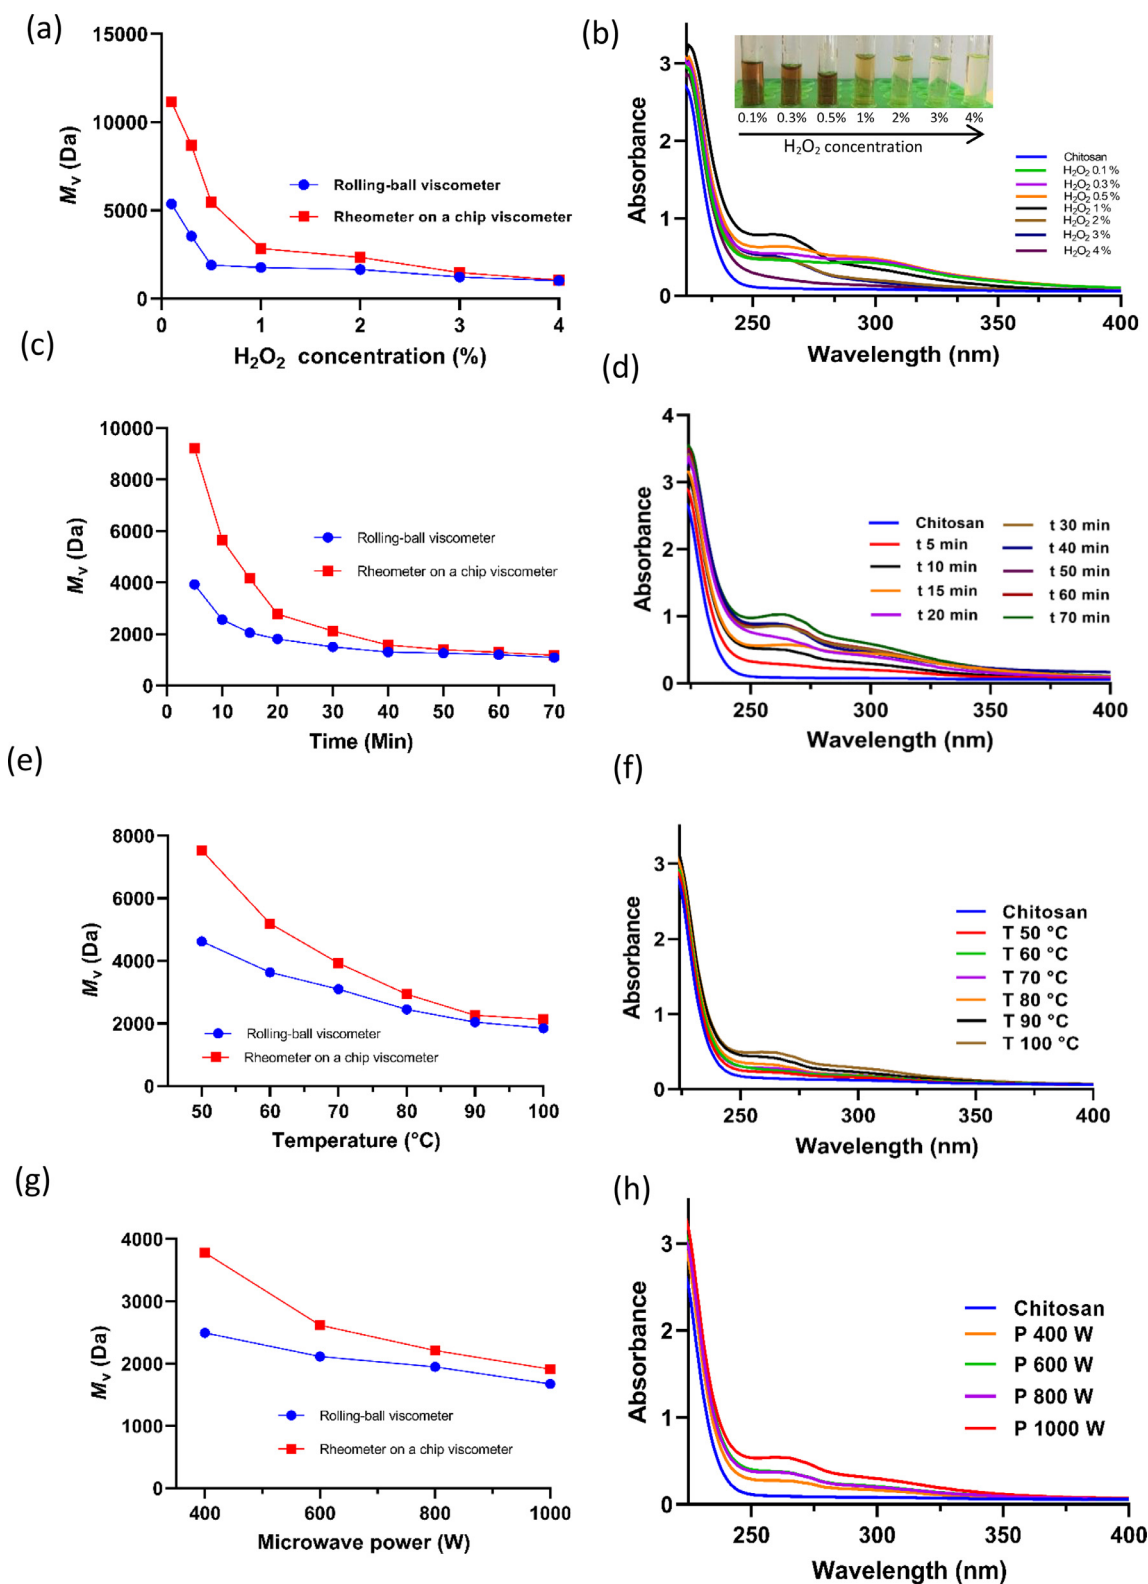 (a)
15000
10000
5000
0
Mv (Da)
Rolling-ball viscometer
Rheometer on a chip viscometer
0 1 2 3 4
H₂O₂ concentration (%)
(b)
3
2
1
0
Absorbance
0.1% 0.3% 0.5% 1% 2% 3% 4%
H₂O₂ concentration
Chitosan
H₂O₂ 0.1%
H₂O₂ 0.3%
H₂O₂ 0.5%
H₂O₂ 1%
H₂O₂ 2%
H₂O₂ 3%
H₂O₂ 4%
250 300 350 400
Wavelength (nm)
(c)
10000
8000
6000
4000
2000
0
Mv (Da)
Rolling-ball viscometer
Rheometer on a chip viscometer
0 10 20 30 40 50 60 70
Time (Min)
(d)
4
3
2
1
0
Absorbance
Chitosan
t 5 min
t 10 min
t 15 min
t 20 min
t 30 min
t 40 min
t 50 min
t 60 min
t 70 min
250 300 350 400
Wavelength (nm)
(e)
8000
6000
4000
2000
0
Mv (Da)
Rolling-ball viscometer
Rheometer on a chip viscometer
50 60 70 80 90 100
Temperature (°C)
(f)
3
2
1
0
Absorbance
Chitosan
T 50 °C
T 60 °C
T 70 °C
T 80 °C
T 90 °C
T 100 °C
250 300 350 400
Wavelength (nm)
(g)
4000
3000
2000
1000
0
Mv (Da)
Rolling-ball viscometer
Rheometer on a chip viscometer
400 600 800 1000
Microwave power (W)
(h)
3
2
1
0
Absorbance
Chitosan
P 400 W
P 600 W
P 800 W
P 1000 W
250 300 350 400
Wavelength (nm)